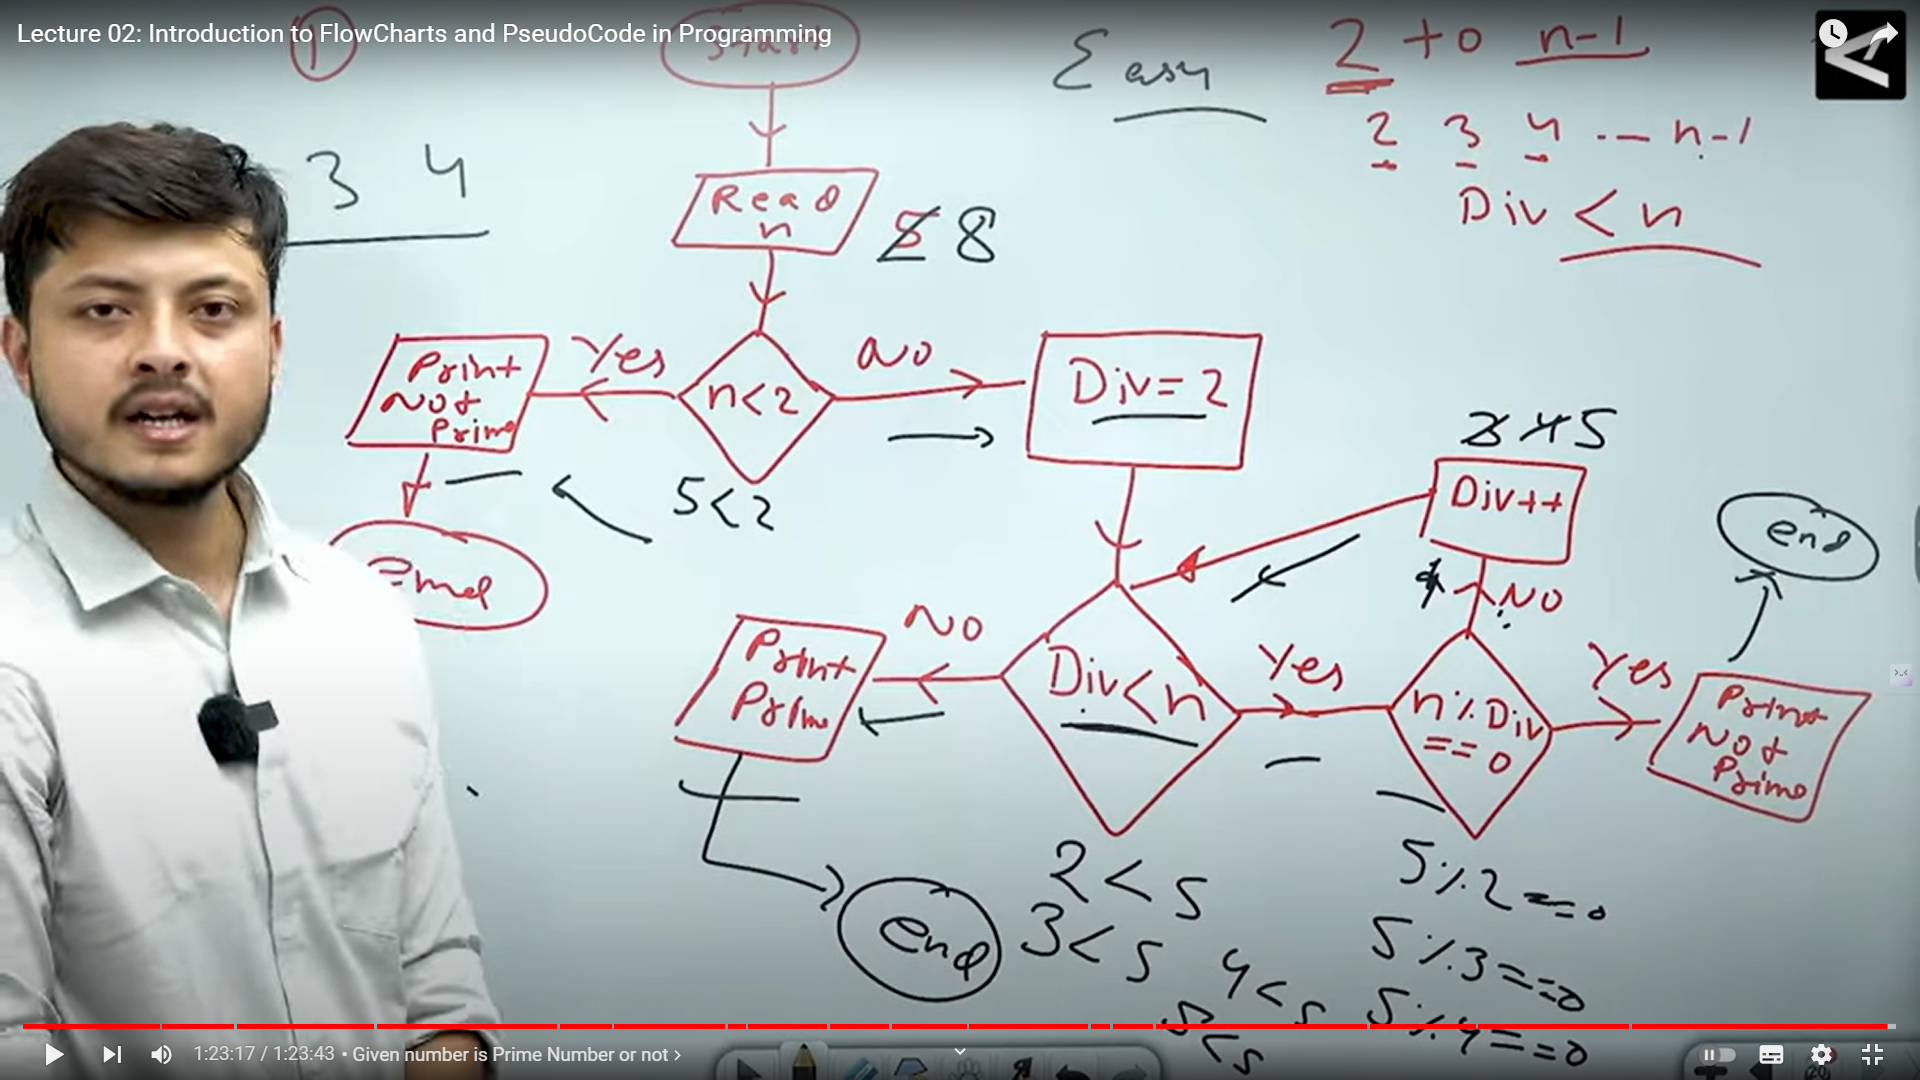 Lecture 02: Introduction to FlowCharts and PseudoCode in Programming
1
Start
Easy
2 to n-1
2 3 4 -- n-1
Div < n
3 4
Read
n
5 8
Print
Not
Prime
Yes
n<2
No
Div=2
5<2
end
2 4 5
Div++
No
end
Print
Prime
No
Div<n
Yes
n%Div
==0
Yes
Print
Not
Prime
end
2<5
3<5
4<5
5<5
5%2==0
5%3==0
5%4==0
1:23:17 / 1:23:43 • Given number is Prime Number or not ›